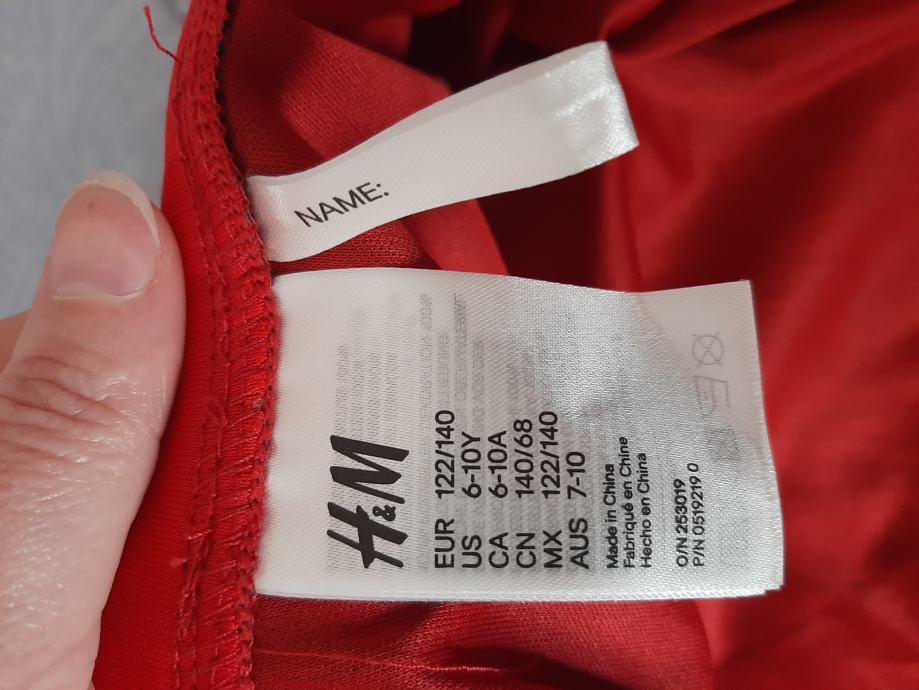 NAME:
H&M
EUR 122/140
US 6-10Y
CA 6-10A
CN 140/68
MX 122/140
AUS 7-10
Made in China
Fabriqué en Chine
Hecho en China
O/N 253019
P/N 0519219 0